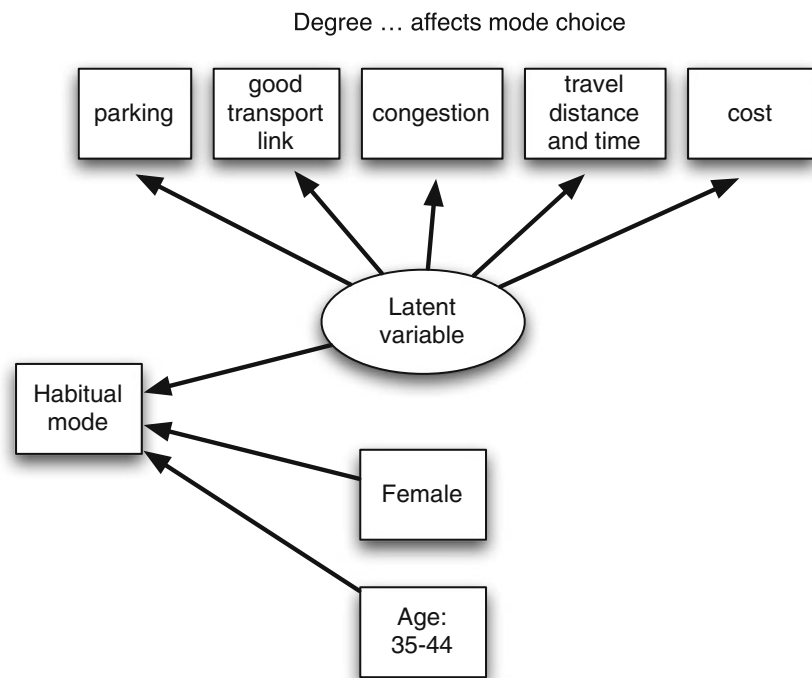 Degree … affects mode choice
parking
good
transport
link
congestion
travel
distance
and time
cost
Latent
variable
Habitual
mode
Female
Age:
35-44